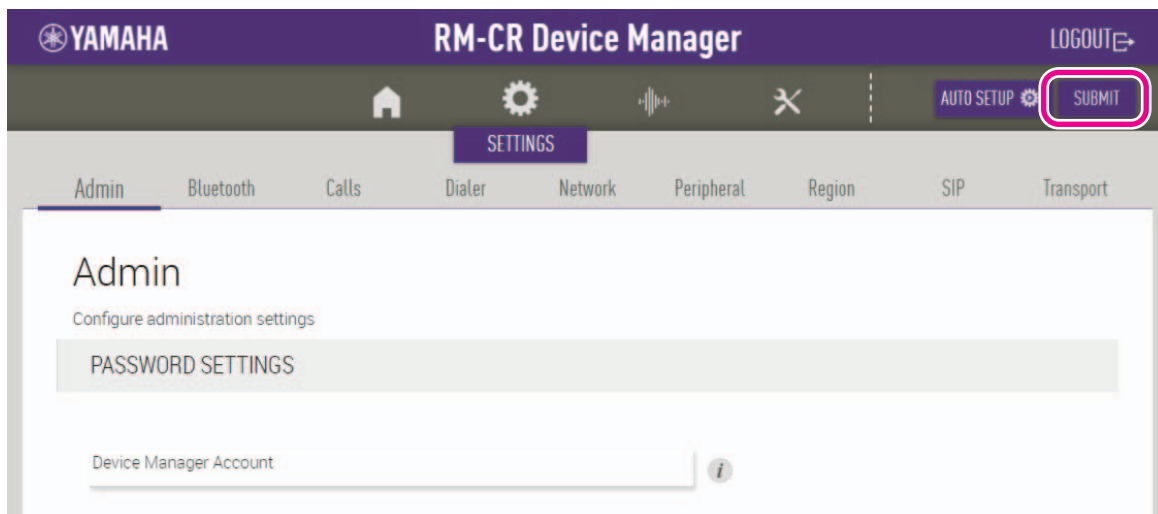 YAMAHA RM-CR Device Manager LOGOUT
AUTO SETUP SUBMIT
SETTINGS
Admin Bluetooth Calls Dialer Network Peripheral Region SIP Transport
Admin
Configure administration settings
PASSWORD SETTINGS
Device Manager Account i